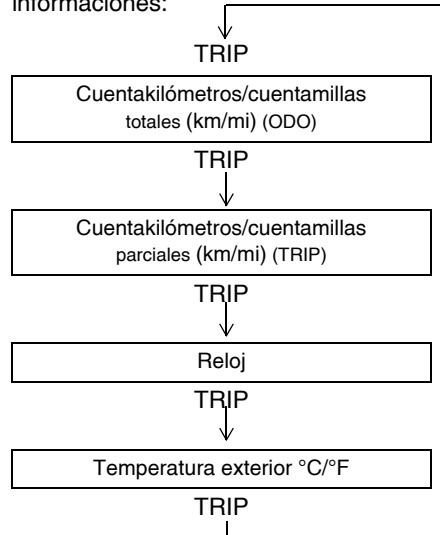 informaciones:
TRIP
Cuentakilómetros/cuentamillas
totales (km/mi) (ODO)
TRIP
Cuentakilómetros/cuentamillas
parciales (km/mi) (TRIP)
TRIP
Reloj
TRIP
Temperatura exterior °C/°F
TRIP